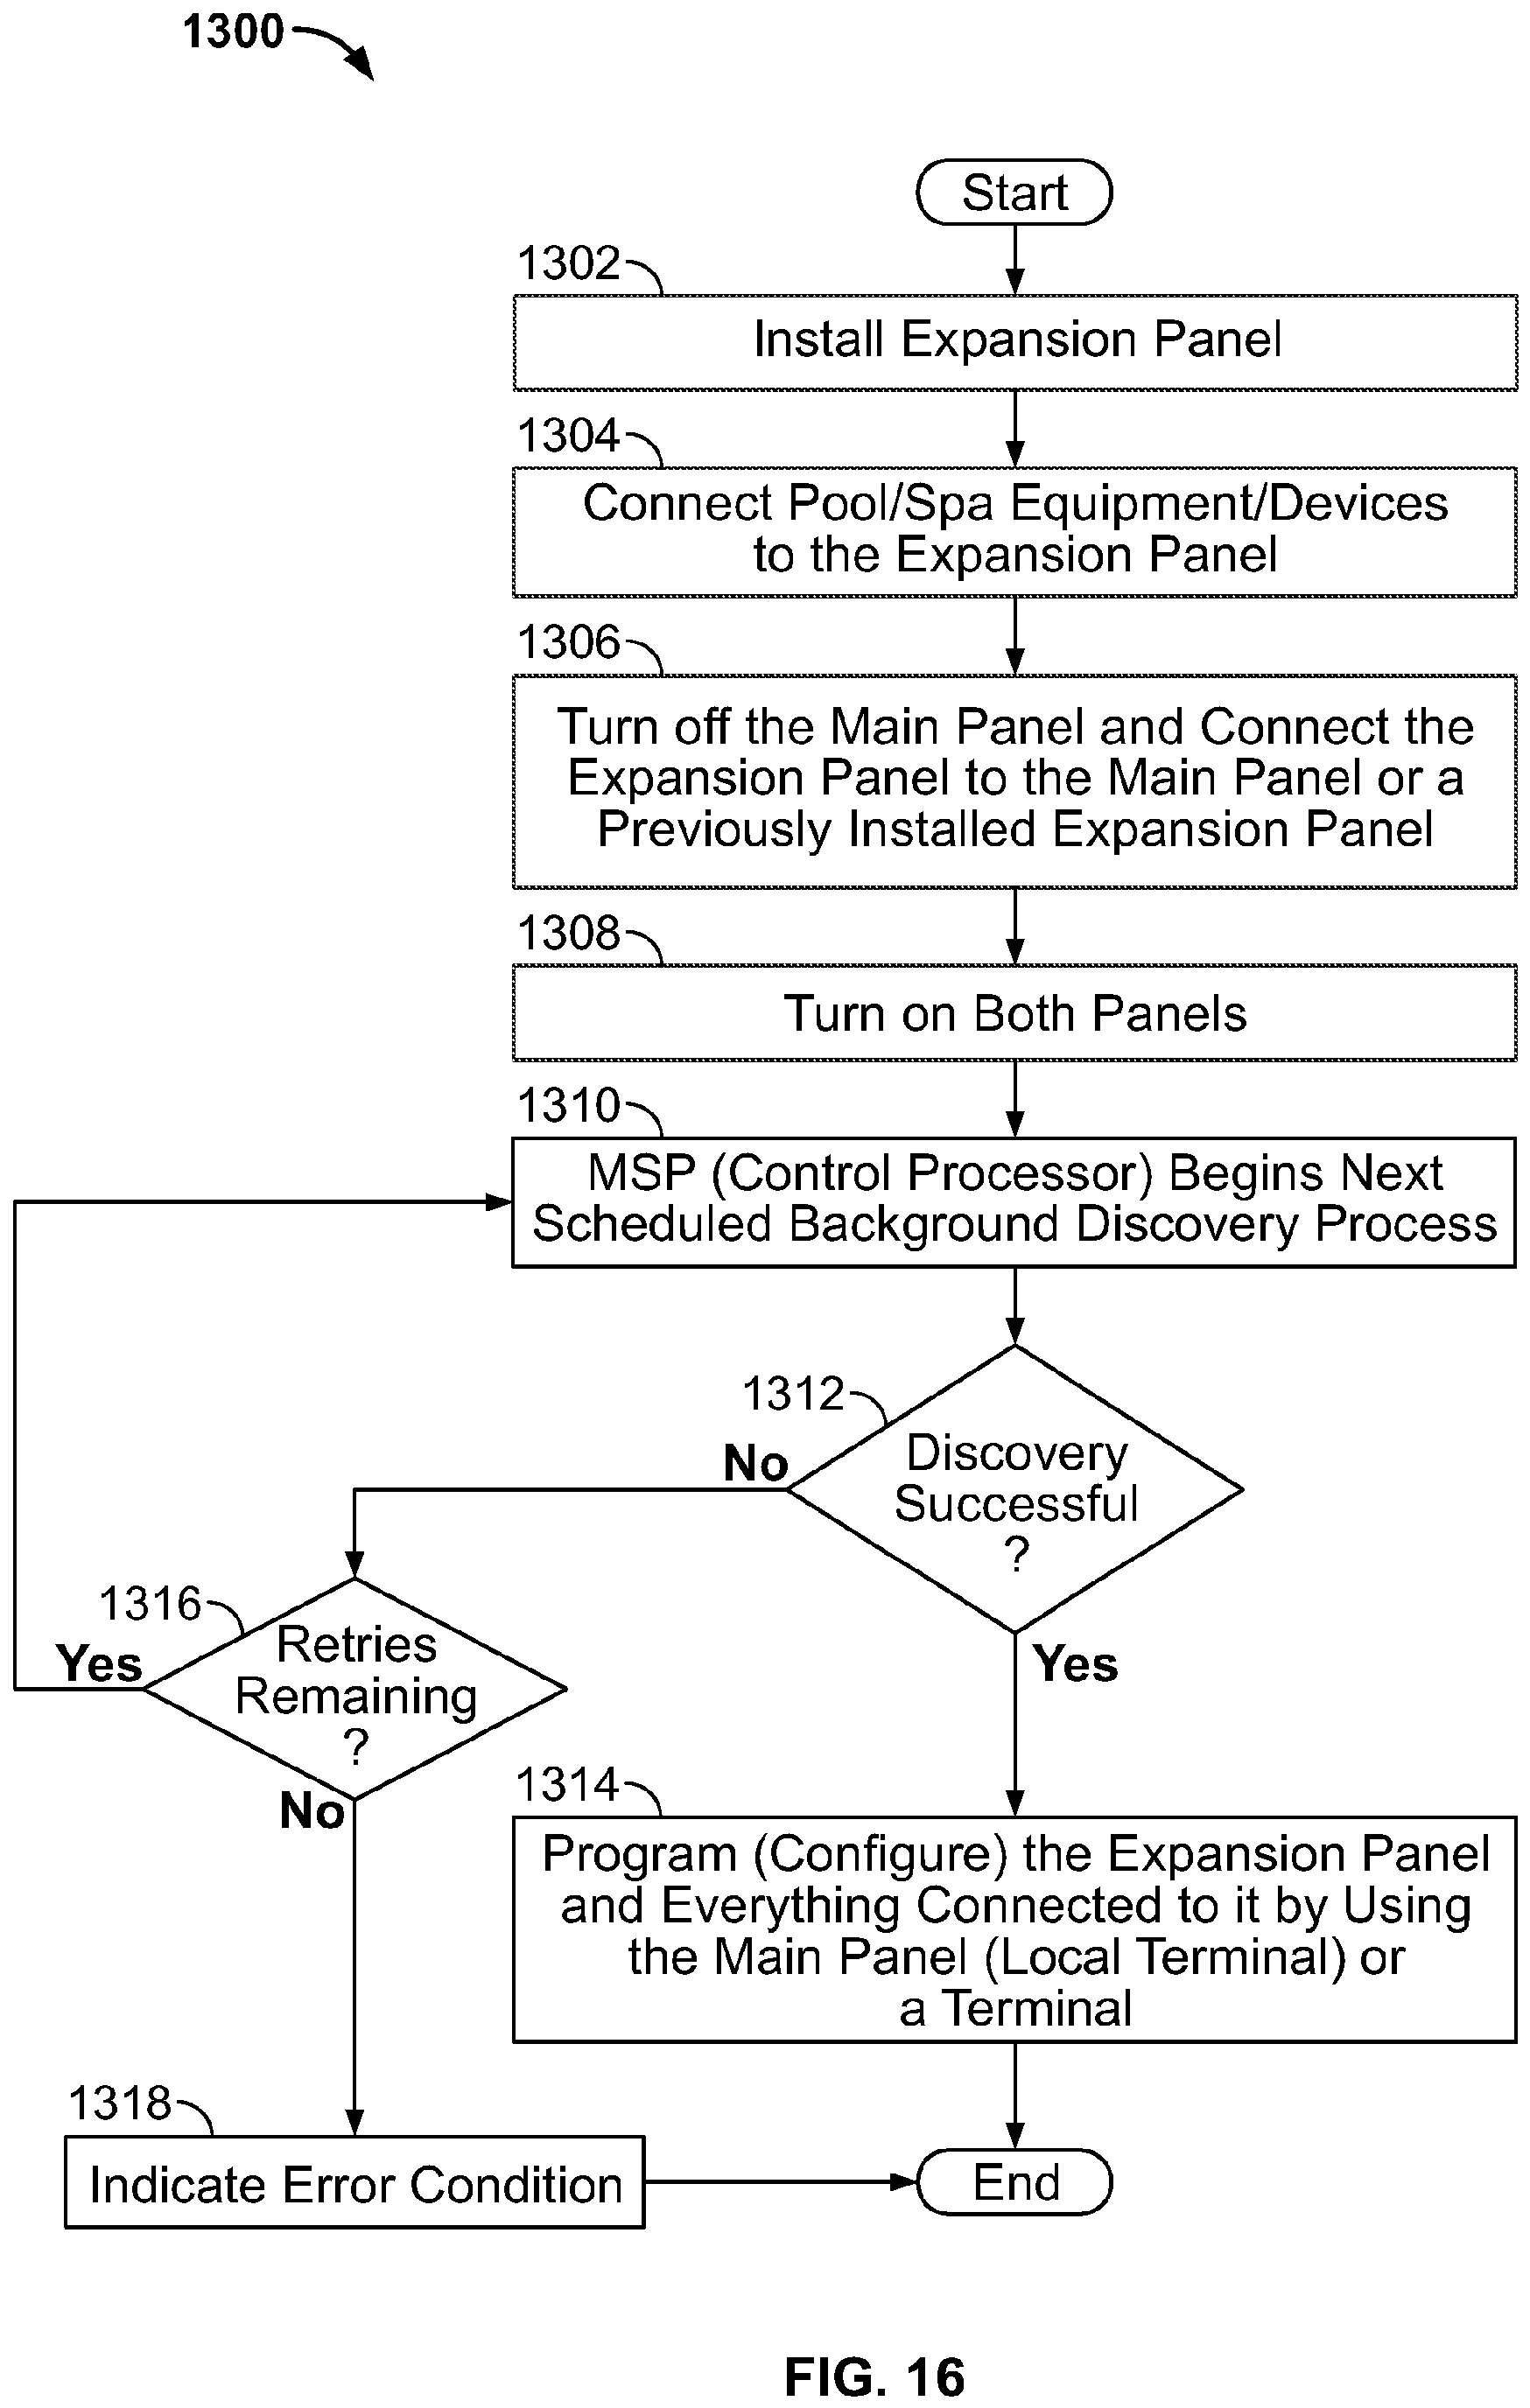 1300
Start
1302
Install Expansion Panel
1304
Connect Pool/Spa Equipment/Devices
to the Expansion Panel
1306
Turn off the Main Panel and Connect the
Expansion Panel to the Main Panel or a
Previously Installed Expansion Panel
1308
Turn on Both Panels
1310
MSP (Control Processor) Begins Next
Scheduled Background Discovery Process
1312
No
Discovery
Successful
?
Yes
1316
Yes
Retries
Remaining
?
No
1314
Program (Configure) the Expansion Panel
and Everything Connected to it by Using
the Main Panel (Local Terminal) or
a Terminal
1318
Indicate Error Condition
End
FIG. 16